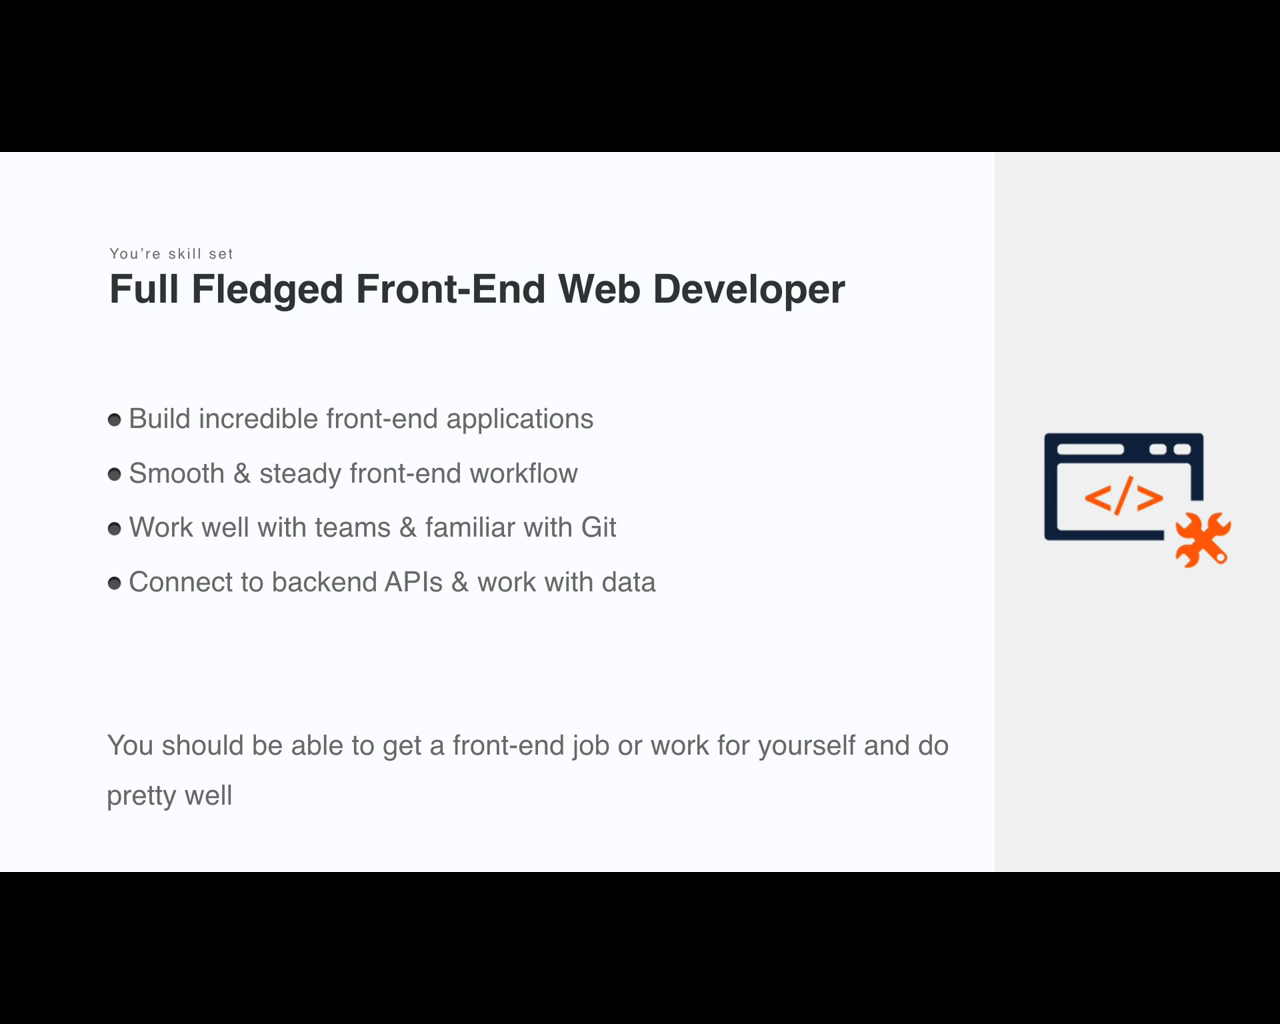 You're skill set
Full Fledged Front-End Web Developer
● Build incredible front-end applications
● Smooth & steady front-end workflow
● Work well with teams & familiar with Git
● Connect to backend APIs & work with data
You should be able to get a front-end job or work for yourself and do
pretty well
</>